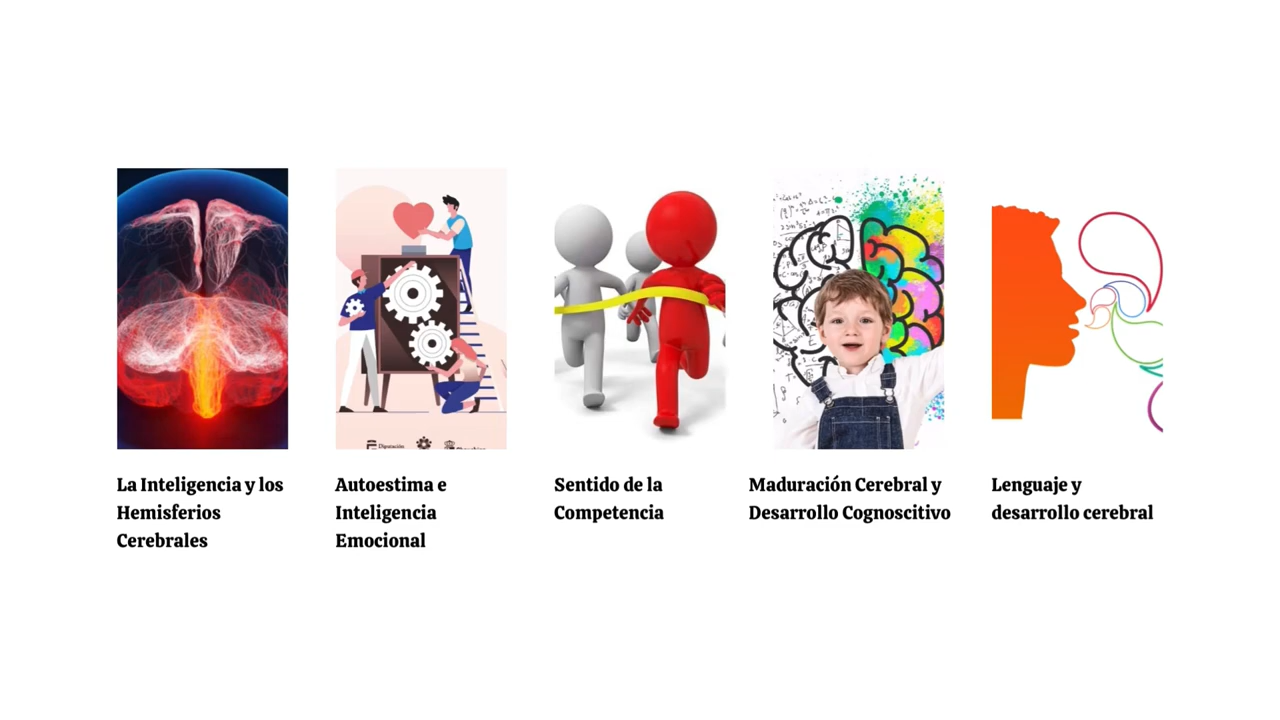 La Inteligencia y los
Hemisferios
Cerebrales
Autoestima e
Inteligencia
Emocional
Sentido de la
Competencia
Maduración Cerebral y
Desarrollo Cognoscitivo
Lenguaje y
desarrollo cerebral
Diputación